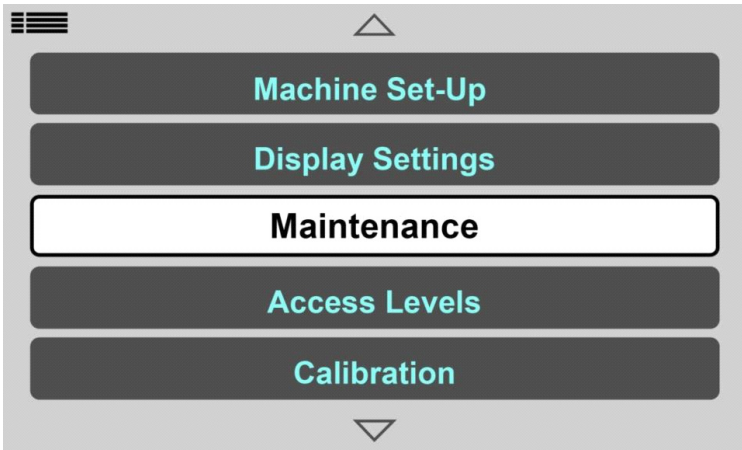 Machine Set-Up
Display Settings
Maintenance
Access Levels
Calibration